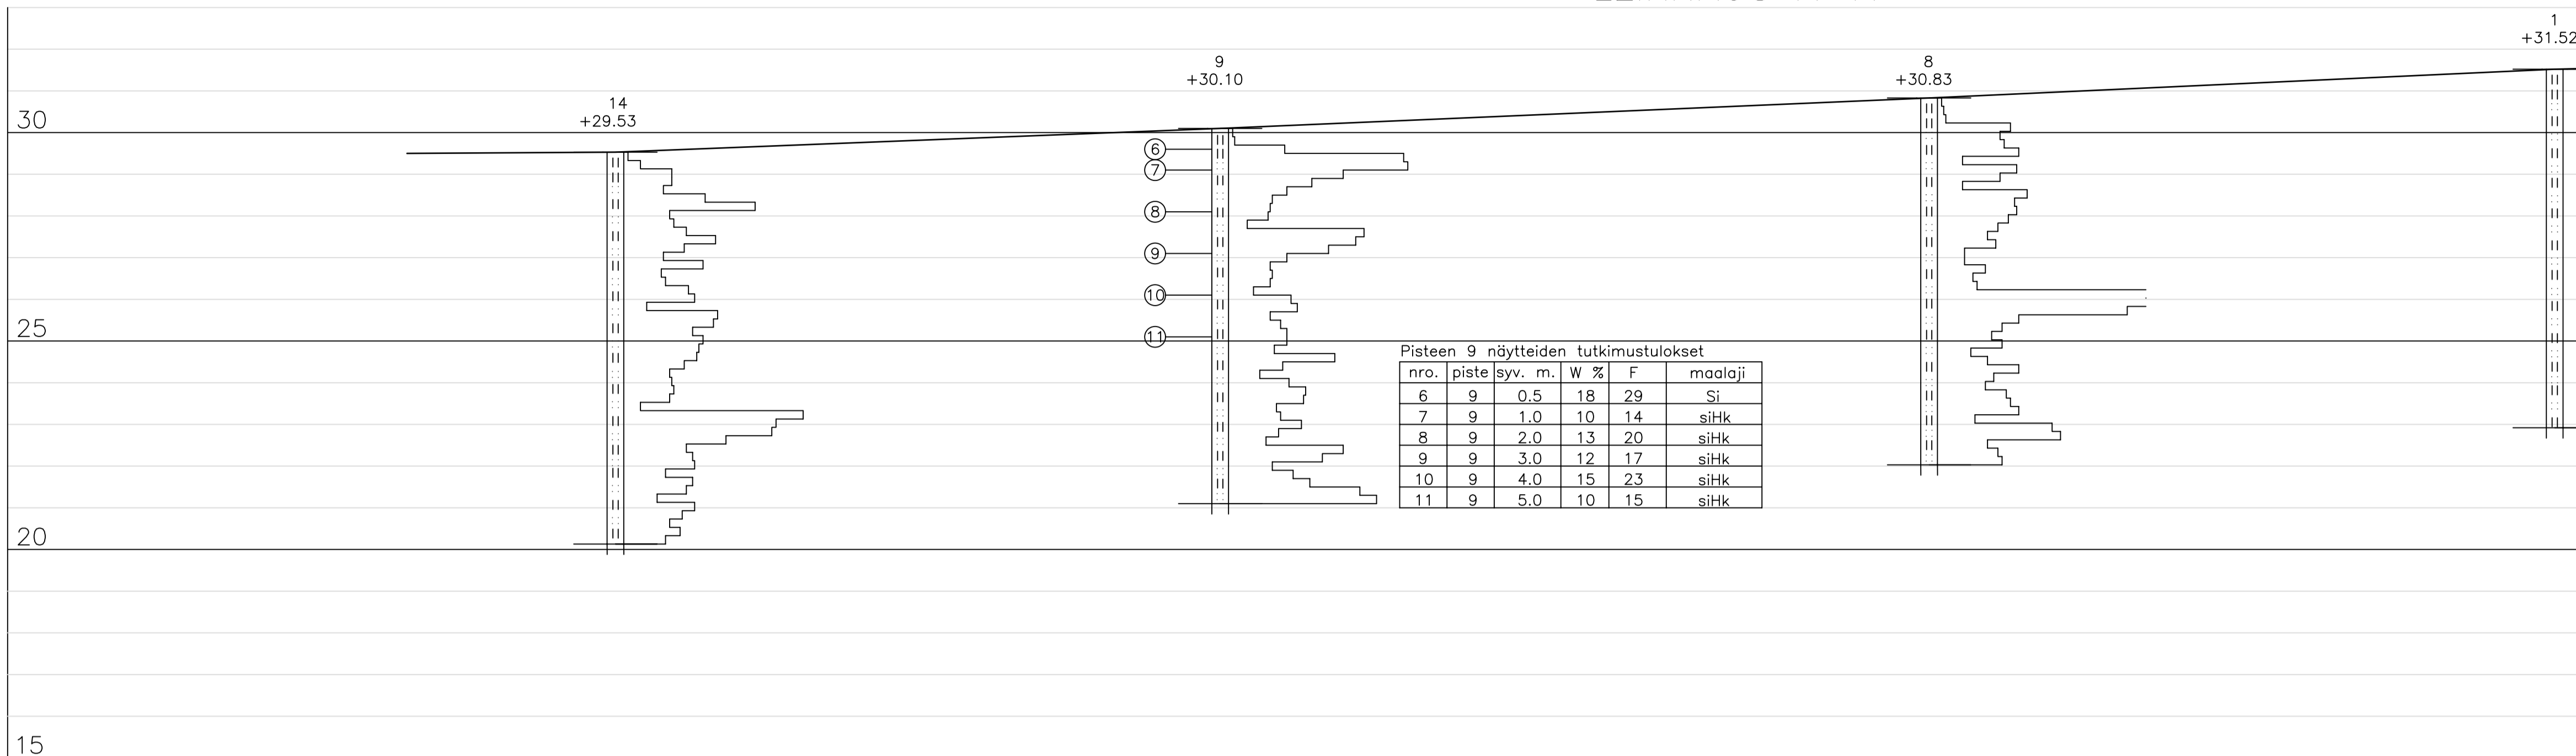 1
+31.52
9
+30.10
8
+30.83
14
+29.53
30
6
7
8
9
10
11
25
Pisteen 9 näytteiden tutkimustulokset
nro. piste syv. m. W % F maalaji
6 9 0.5 18 29 Si
7 9 1.0 10 14 siHk
8 9 2.0 13 20 siHk
9 9 3.0 12 17 siHk
10 9 4.0 15 23 siHk
11 9 5.0 10 15 siHk
20
15